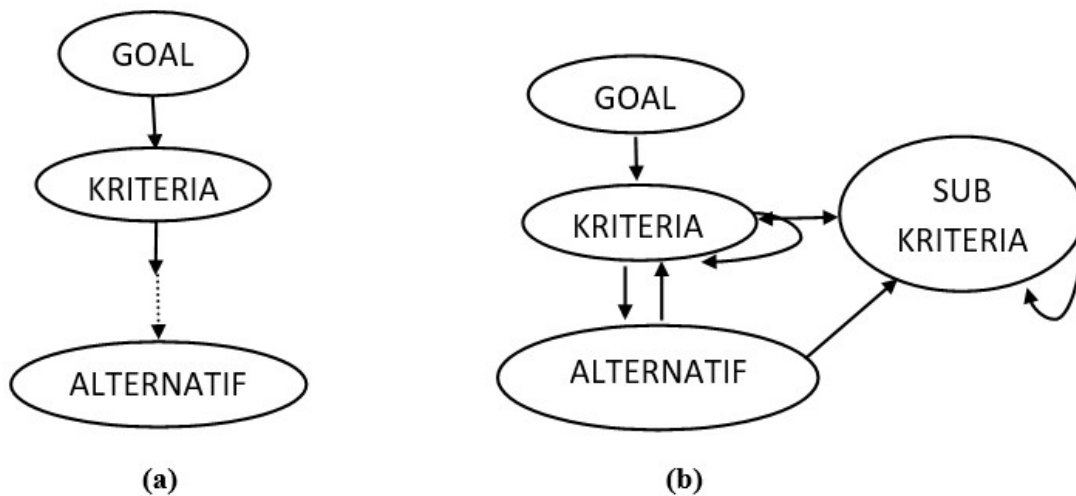 GOAL
KRITERIA
ALTERNATIF
(a)
GOAL
KRITERIA
SUB
KRITERIA
ALTERNATIF
(b)